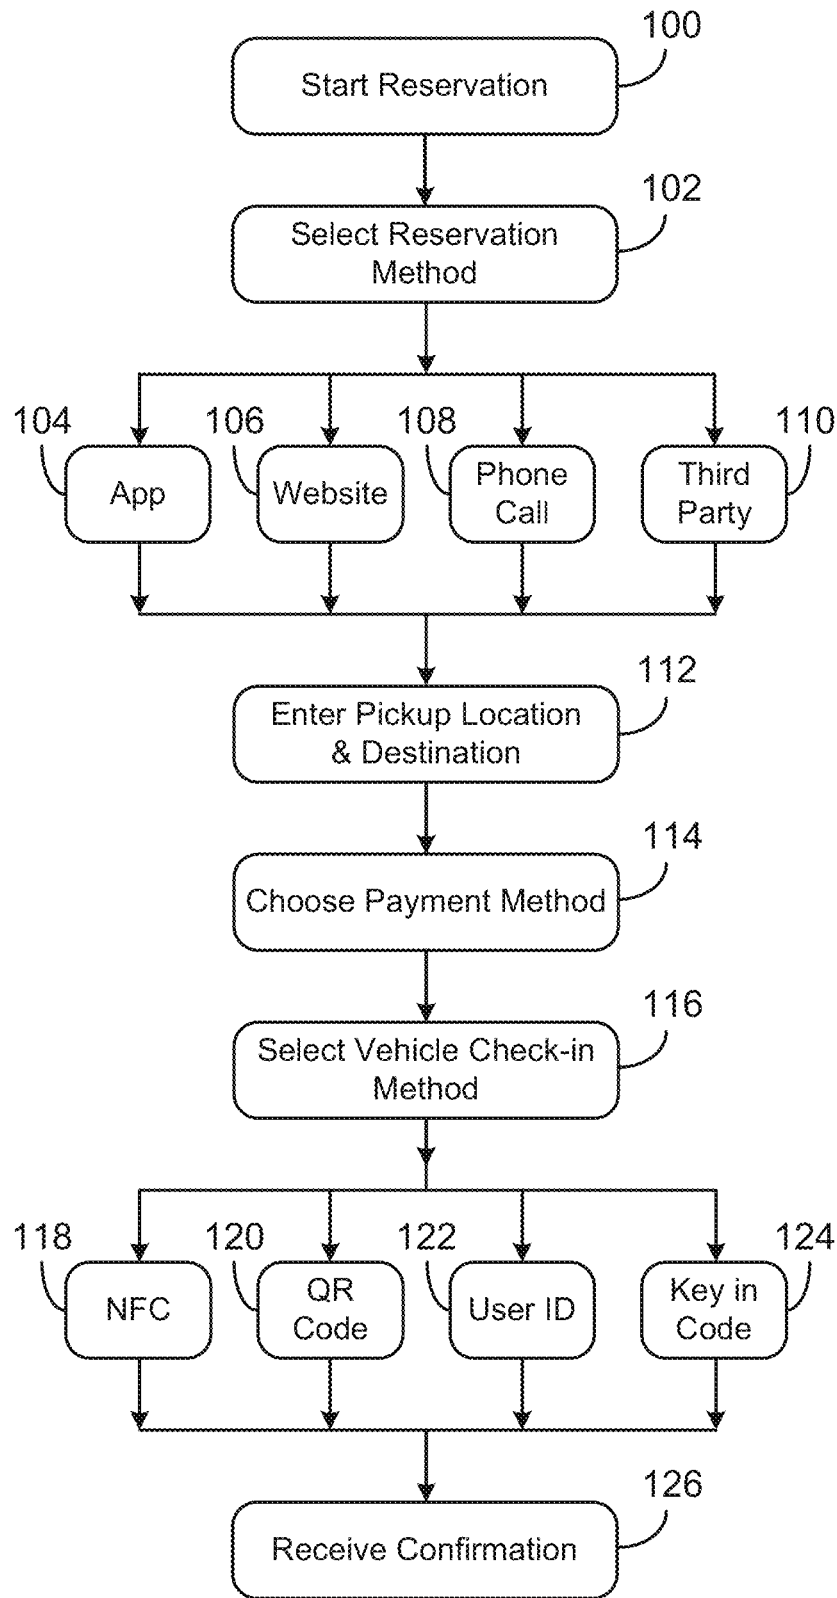 100
Start Reservation
102
Select Reservation
Method
104
106
108
110
App
Website
Phone
Call
Third
Party
112
Enter Pickup Location
& Destination
114
Choose Payment Method
116
Select Vehicle Check-in
Method
118
120
122
124
NFC
QR
Code
User ID
Key in
Code
126
Receive Confirmation